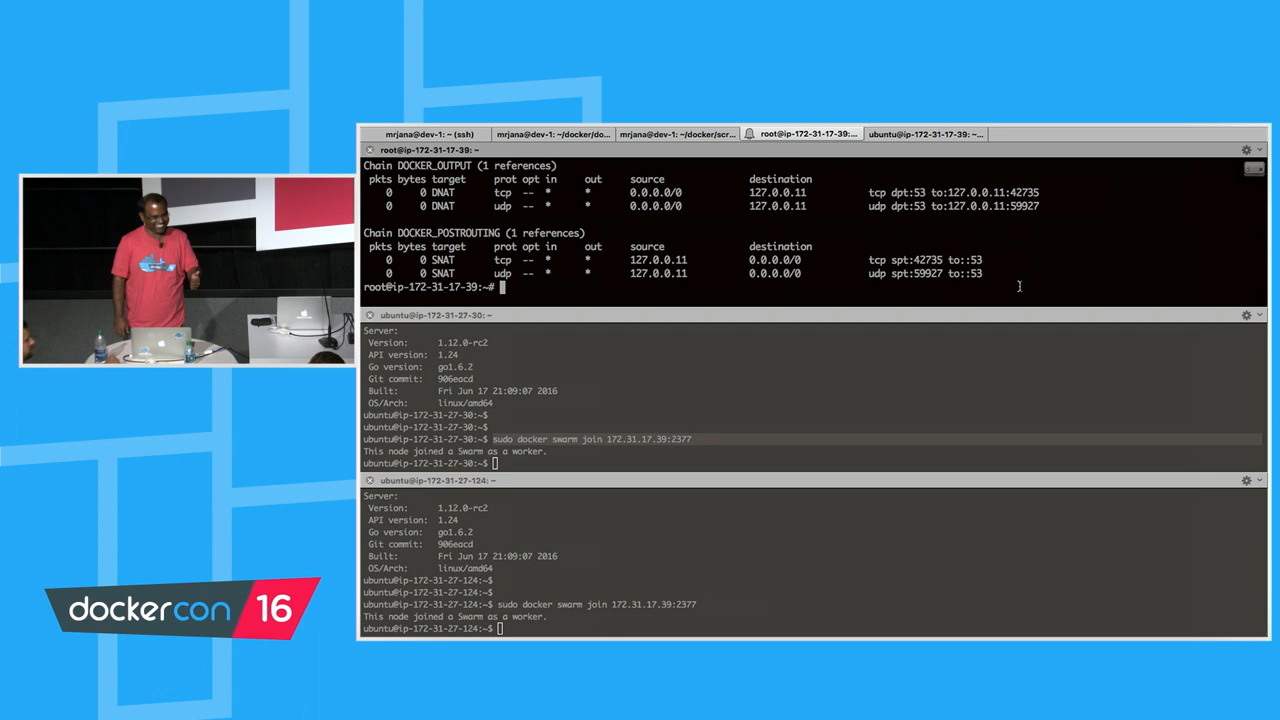 mrjana@dev-1: ~ (ssh)
mrjana@dev-1: ~/docker/do...
mrjana@dev-1: ~/docker/scr...
root@ip-172-31-17-39:...
ubuntu@ip-172-31-17-39: ~...
root@ip-172-31-17-39: ~
Chain DOCKER_OUTPUT (1 references)
pkts bytes target prot opt in out source destination
0 0 DNAT tcp -- * * 0.0.0.0/0 127.0.0.11 tcp dpt:53 to:127.0.0.11:42735
0 0 DNAT udp -- * * 0.0.0.0/0 127.0.0.11 udp dpt:53 to:127.0.0.11:59927
Chain DOCKER_POSTROUTING (1 references)
pkts bytes target prot opt in out source destination
0 0 SNAT tcp -- * * 127.0.0.11 0.0.0.0/0 tcp spt:42735 to::53
0 0 SNAT udp -- * * 127.0.0.11 0.0.0.0/0 udp spt:59927 to::53
root@ip-172-31-17-39:~#
ubuntu@ip-172-31-27-30: ~
Server:
Version: 1.12.0-rc2
API version: 1.24
Go version: go1.6.2
Git commit: 906eacd
Built: Fri Jun 17 21:09:07 2016
OS/Arch: linux/amd64
ubuntu@ip-172-31-27-30:~$
ubuntu@ip-172-31-27-30:~$
ubuntu@ip-172-31-27-30:~$ sudo docker swarm join 172.31.17.39:2377
This node joined a Swarm as a worker.
ubuntu@ip-172-31-27-30:~$
ubuntu@ip-172-31-27-124: ~
Server:
Version: 1.12.0-rc2
API version: 1.24
Go version: go1.6.2
Git commit: 906eacd
Built: Fri Jun 17 21:09:07 2016
OS/Arch: linux/amd64
ubuntu@ip-172-31-27-124:~$
ubuntu@ip-172-31-27-124:~$
ubuntu@ip-172-31-27-124:~$ sudo docker swarm join 172.31.17.39:2377
This node joined a Swarm as a worker.
ubuntu@ip-172-31-27-124:~$
dockercon 16